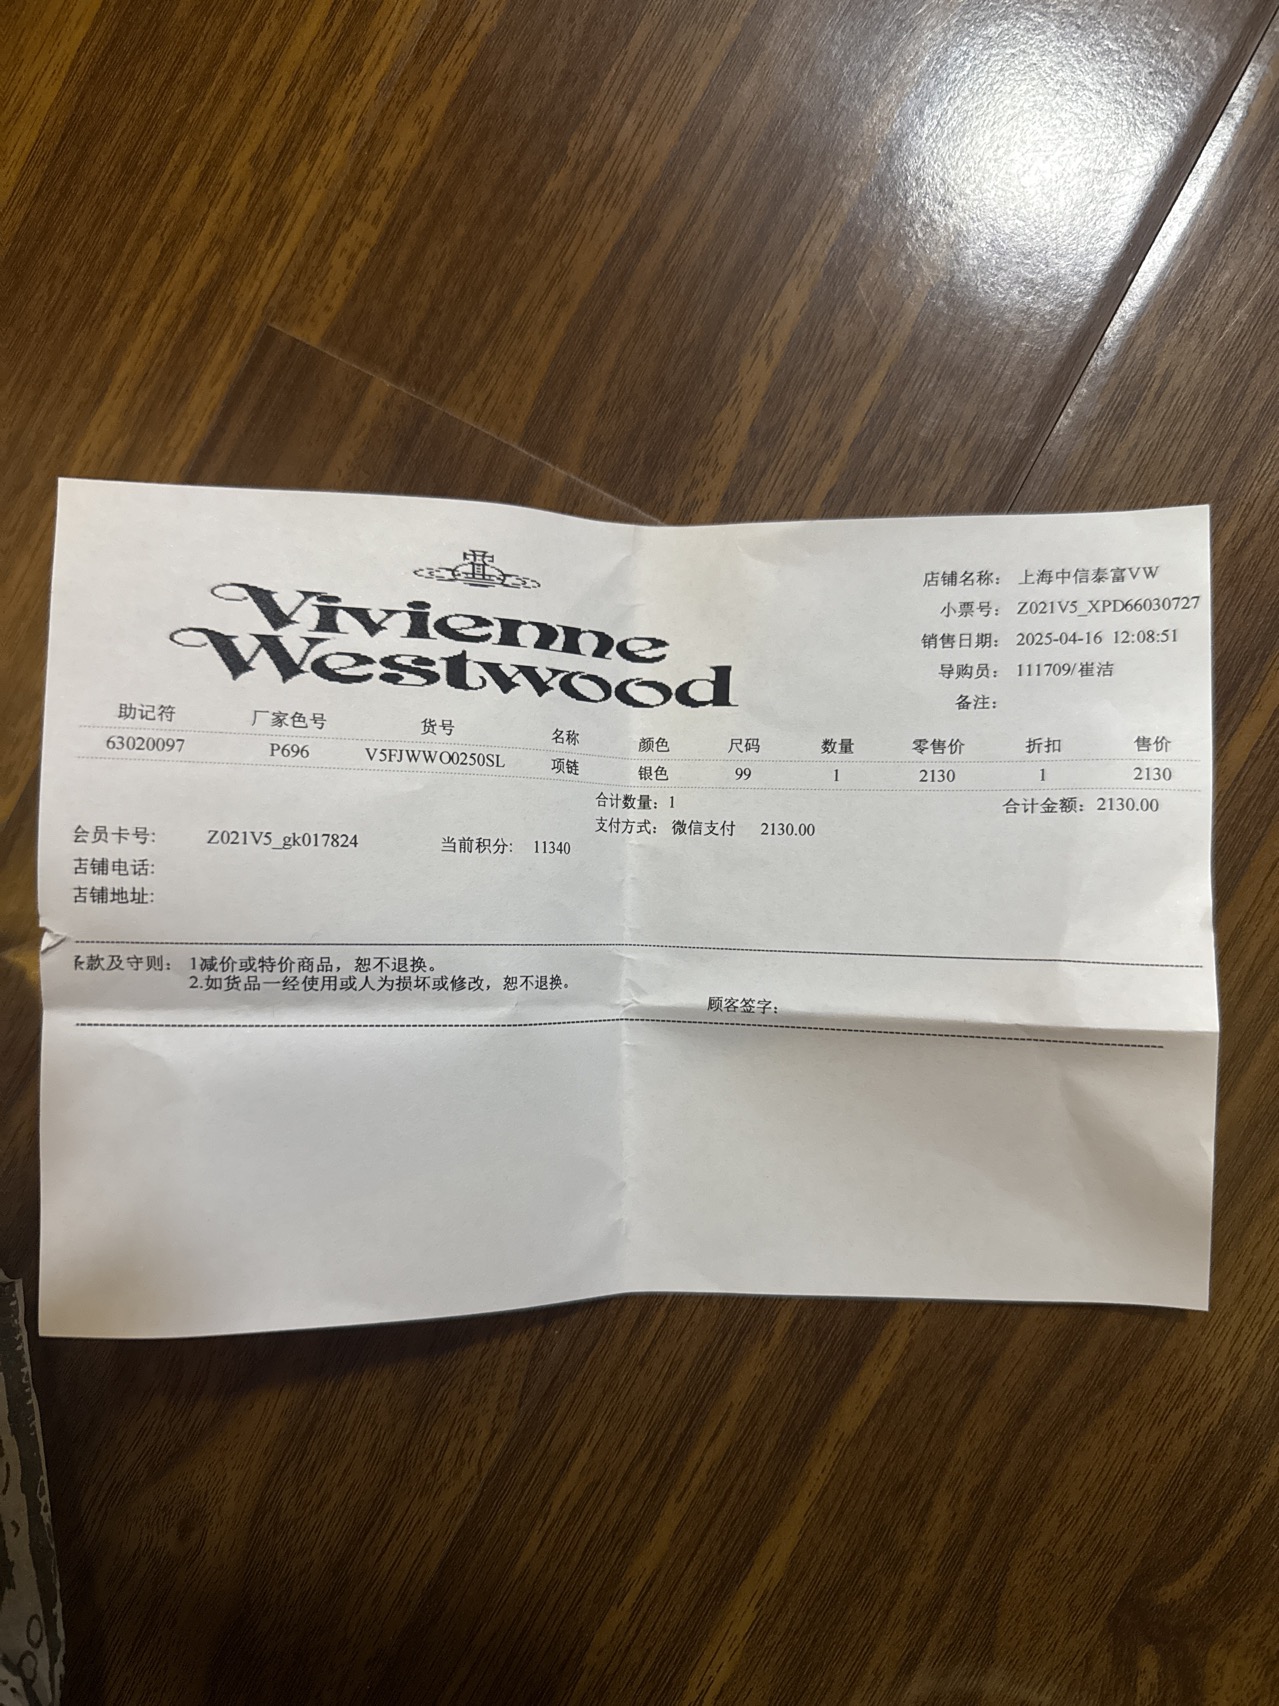 Vivienne
Westwood
店铺名称： 上海中信泰富VW
小票号： Z021V5_XPD66030727
销售日期： 2025-04-16 12:08:51
导购员： 111709/崔洁
备注：
助记符 厂家色号 货号 名称 颜色 尺码 数量 零售价 折扣 售价
63020097 P696 V5FJWWO0250SL 项链 银色 99 1 2130 1 2130
合计数量：1 合计金额：2130.00
支付方式： 微信支付 2130.00
会员卡号： Z021V5_gk017824 当前积分： 11340
店铺电话：
店铺地址：
条款及守则： 1减价或特价商品，恕不退换。
2.如货品一经使用或人为损坏或修改，恕不退换。
顾客签字：